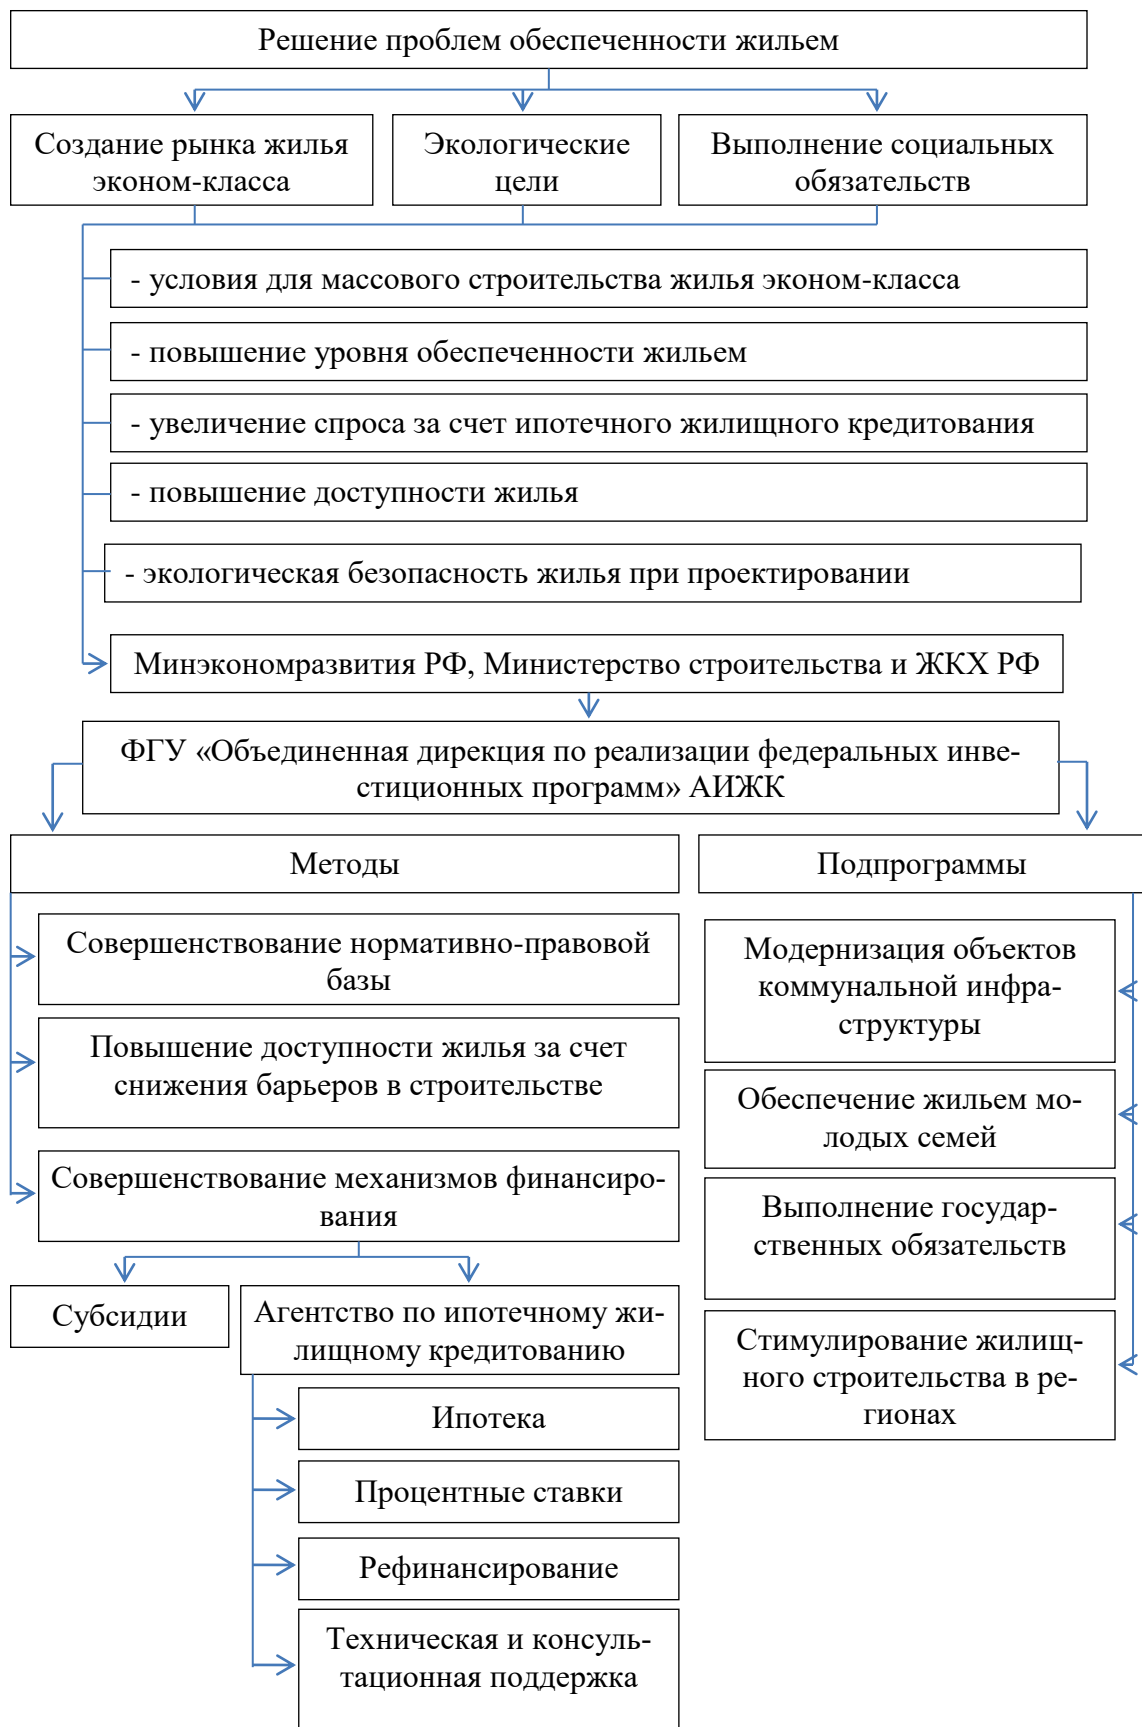 Решение проблем обеспеченности жильем
Создание рынка жилья
эконом-класса
Экологические
цели
Выполнение социальных
обязательств
- условия для массового строительства жилья эконом-класса
- повышение уровня обеспеченности жильем
- увеличение спроса за счет ипотечного жилищного кредитования
- повышение доступности жилья
- экологическая безопасность жилья при проектировании
Минэкономразвития РФ, Министерство строительства и ЖКХ РФ
ФГУ «Объединенная дирекция по реализации федеральных инве-
стиционных программ» АИЖК
Методы
Совершенствование нормативно-правовой
базы
Повышение доступности жилья за счет
снижения барьеров в строительстве
Совершенствование механизмов финансиро-
вания
Субсидии
Агентство по ипотечному жи-
лищному кредитованию
Ипотека
Процентные ставки
Рефинансирование
Техническая и консуль-
тационная поддержка
Подпрограммы
Модернизация объектов
коммунальной инфра-
структуры
Обеспечение жильем мо-
лодых семей
Выполнение государ-
ственных обязательств
Стимулирование жилищ-
ного строительства в ре-
гионах